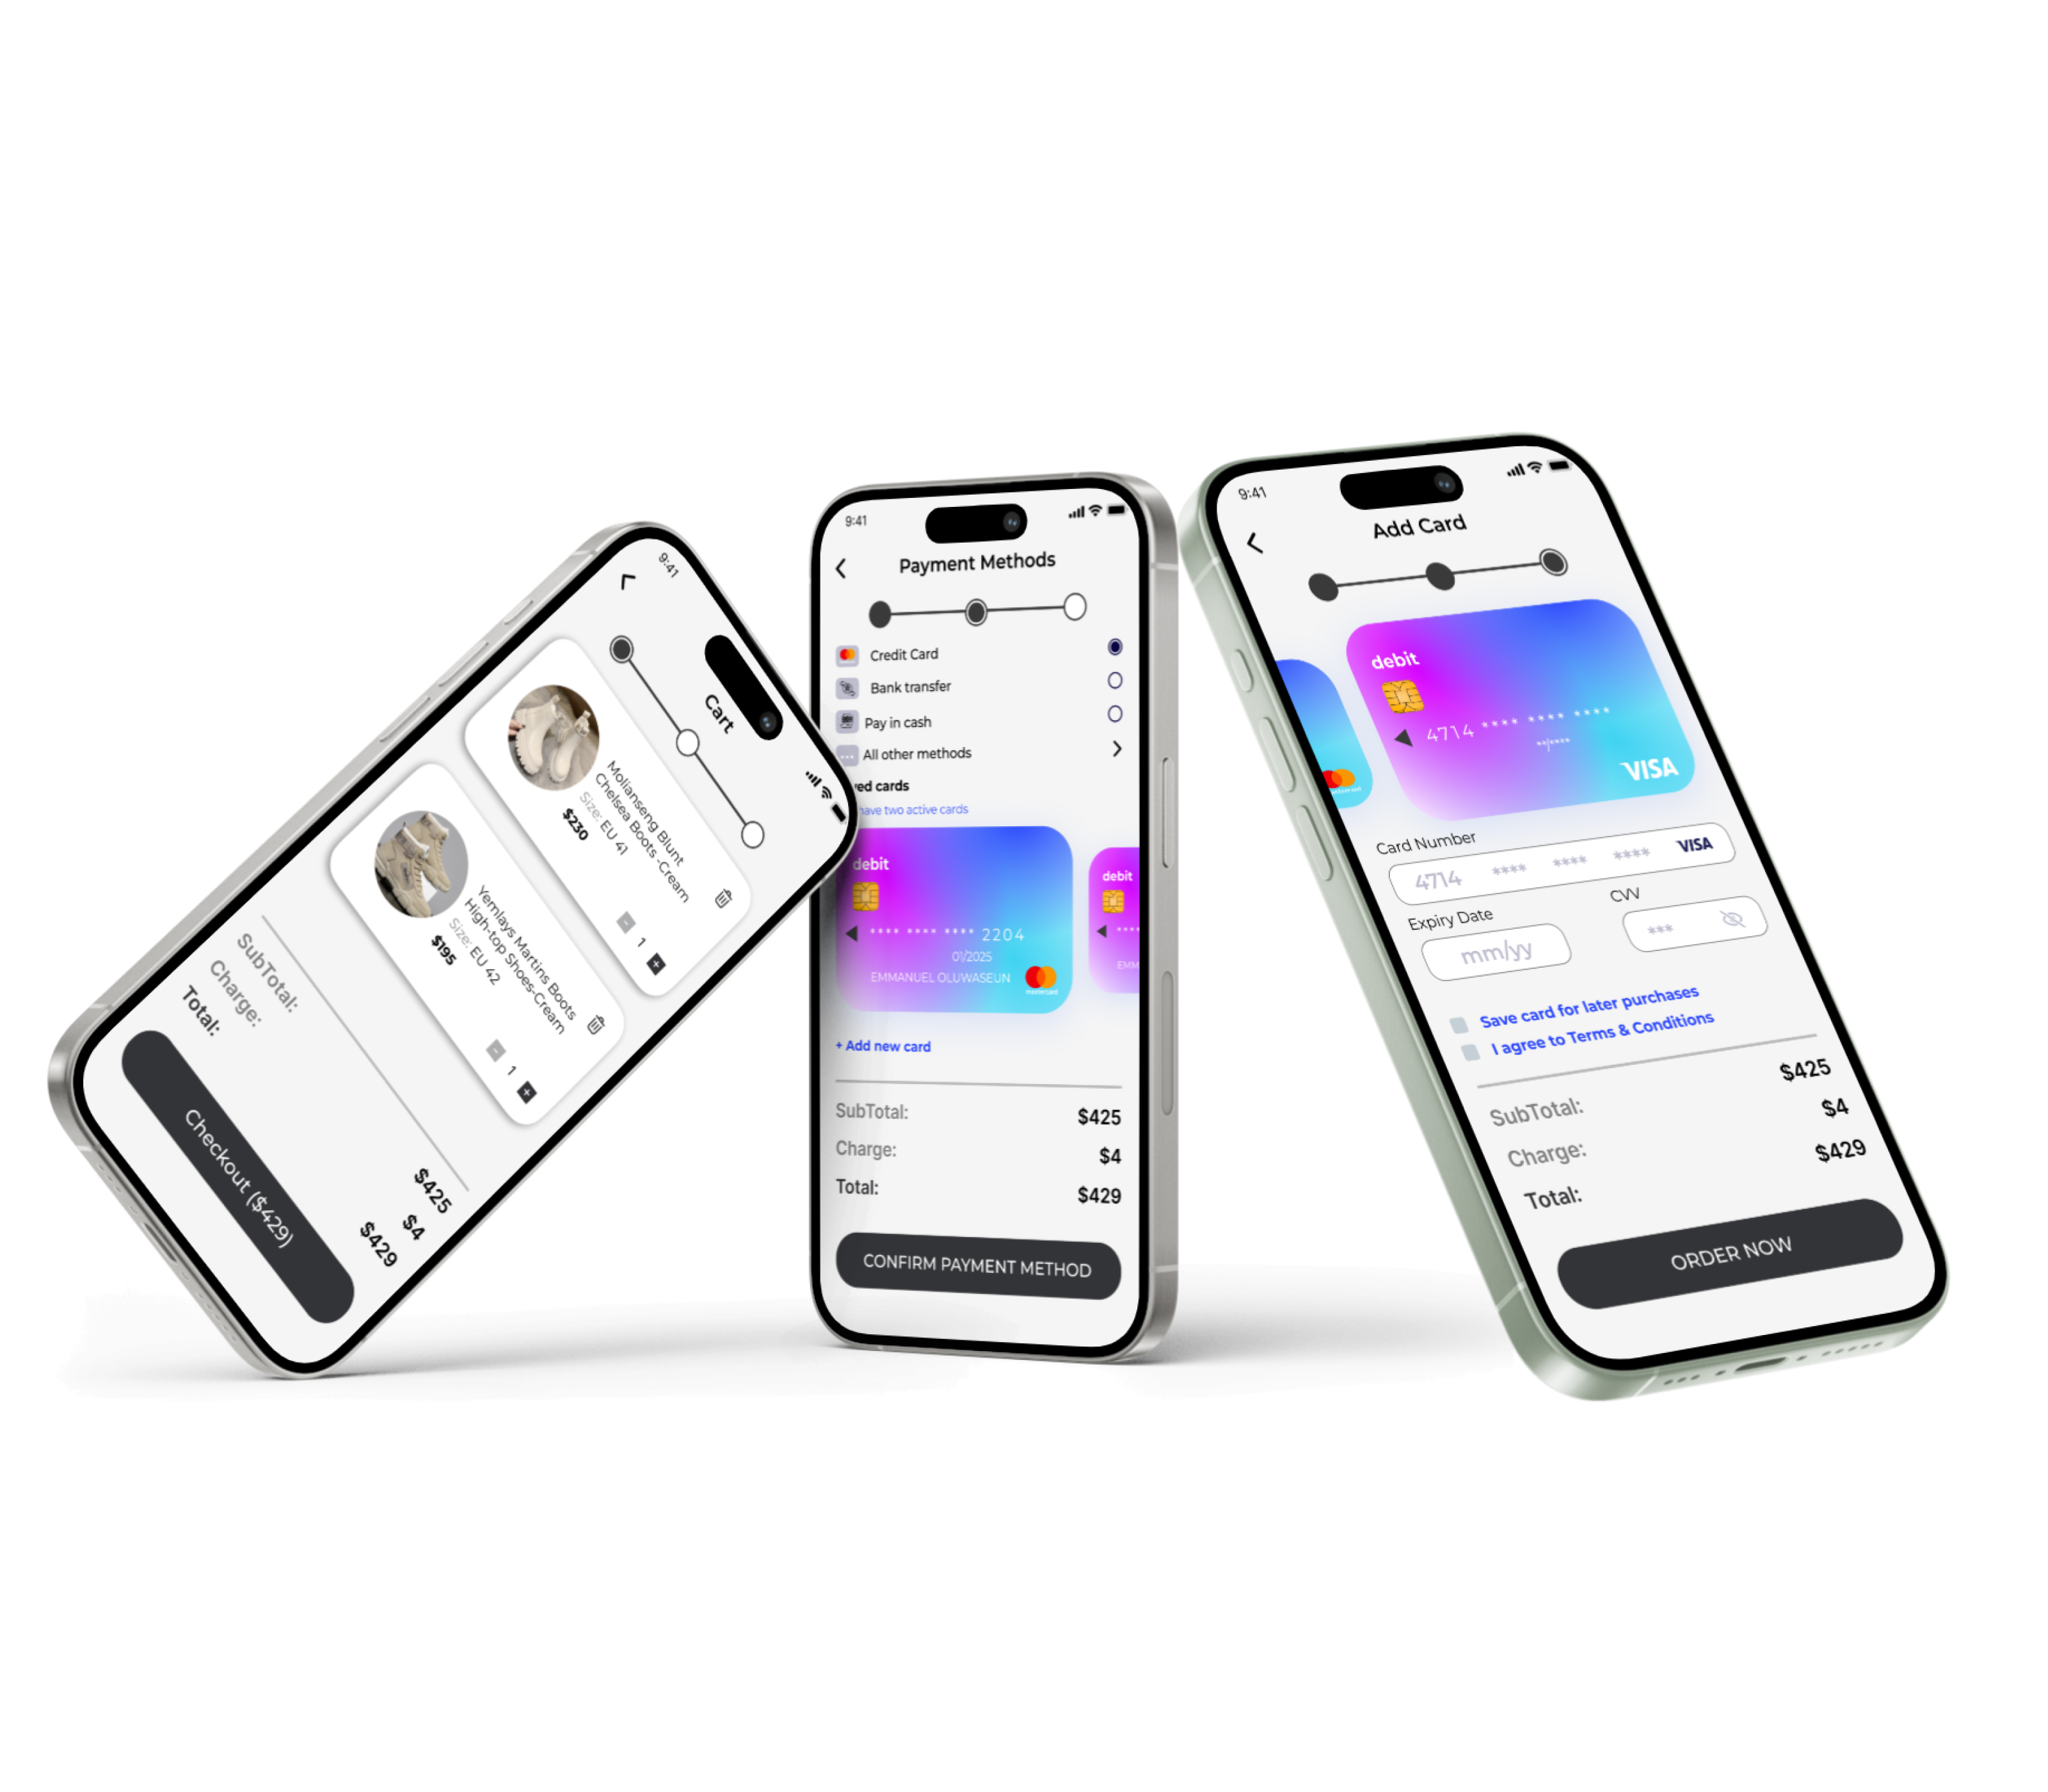 9:41
Cart
Molianseng Blunt
Chelsea Boots -Cream
Size: EU 41
$230
- 1 +
Yemlays Martins Boots
High-top Shoes-Cream
Size: EU 42
$195
- 1 +
SubTotal: $425
Charge: $4
Total: $429
Checkout ($429)
9:41
Payment Methods
Credit Card
Bank transfer
Pay in cash
All other methods
ved cards
have two active cards
debit
**** **** **** 2204
01/2025
EMMANUEL OLUWASEUN
mastercard
debit
****
EMM
+ Add new card
SubTotal: $425
Charge: $4
Total: $429
CONFIRM PAYMENT METHOD
9:41
Add Card
debit
4714 **** **** ****
**/****
VISA
Card Number
4714 **** **** **** VISA
Expiry Date
mm/yy
CVV
***
Save card for later purchases
I agree to Terms & Conditions
SubTotal: $425
Charge: $4
Total: $429
ORDER NOW